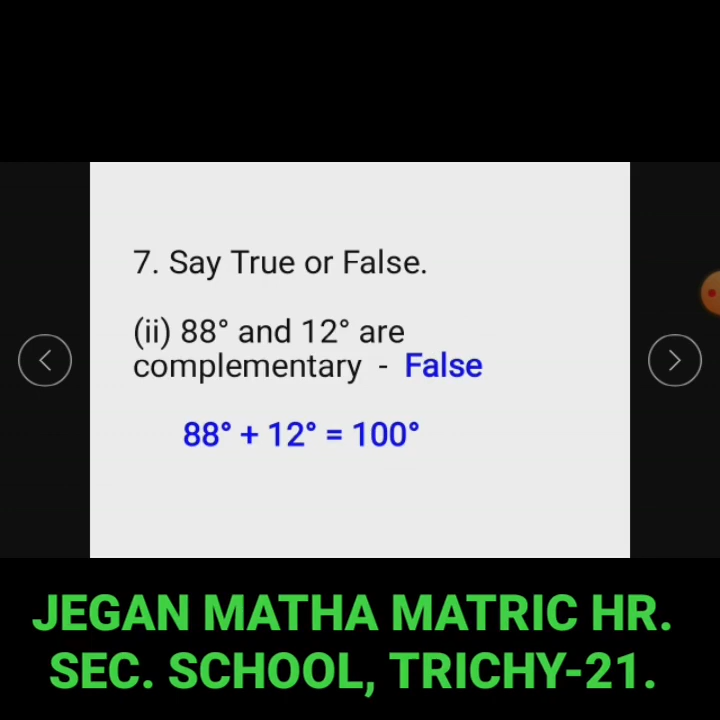 7. Say True or False.
(ii) 88° and 12° are
complementary - False
88° + 12° = 100°
JEGAN MATHA MATRIC HR.
SEC. SCHOOL, TRICHY-21.